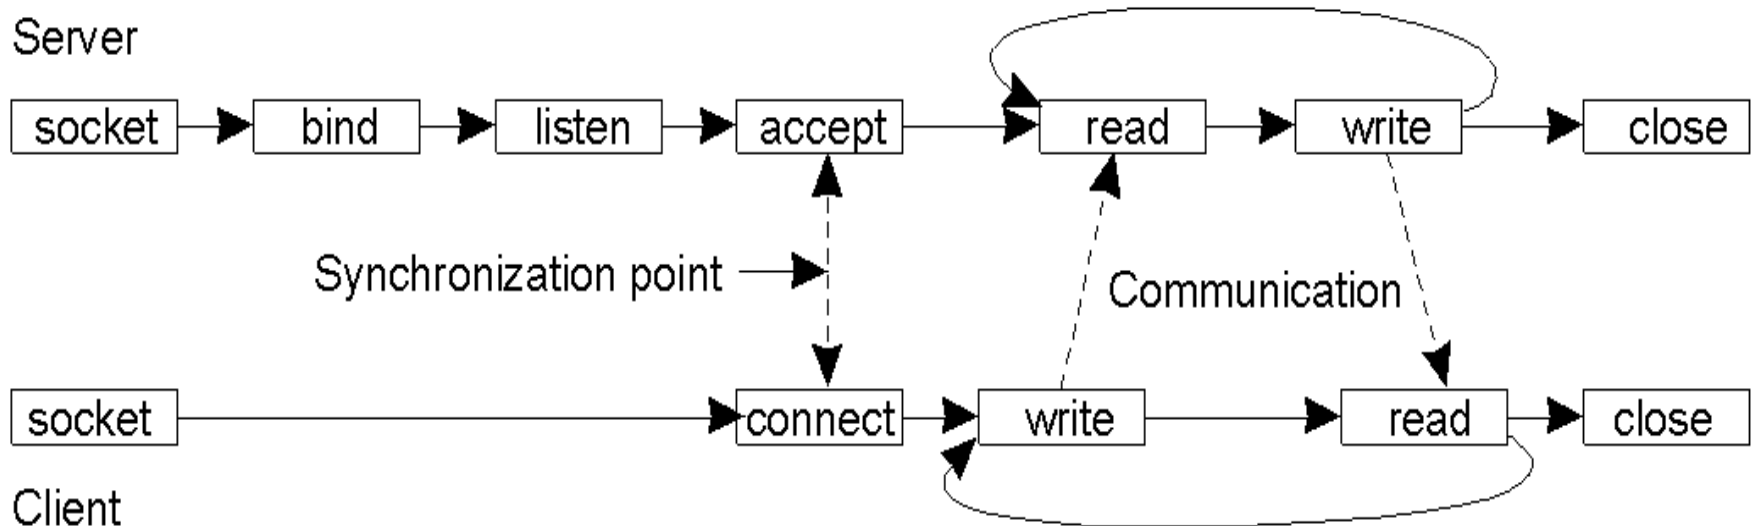 Server
socket bind listen accept read write close
Synchronization point
Communication
socket connect write read close
Client